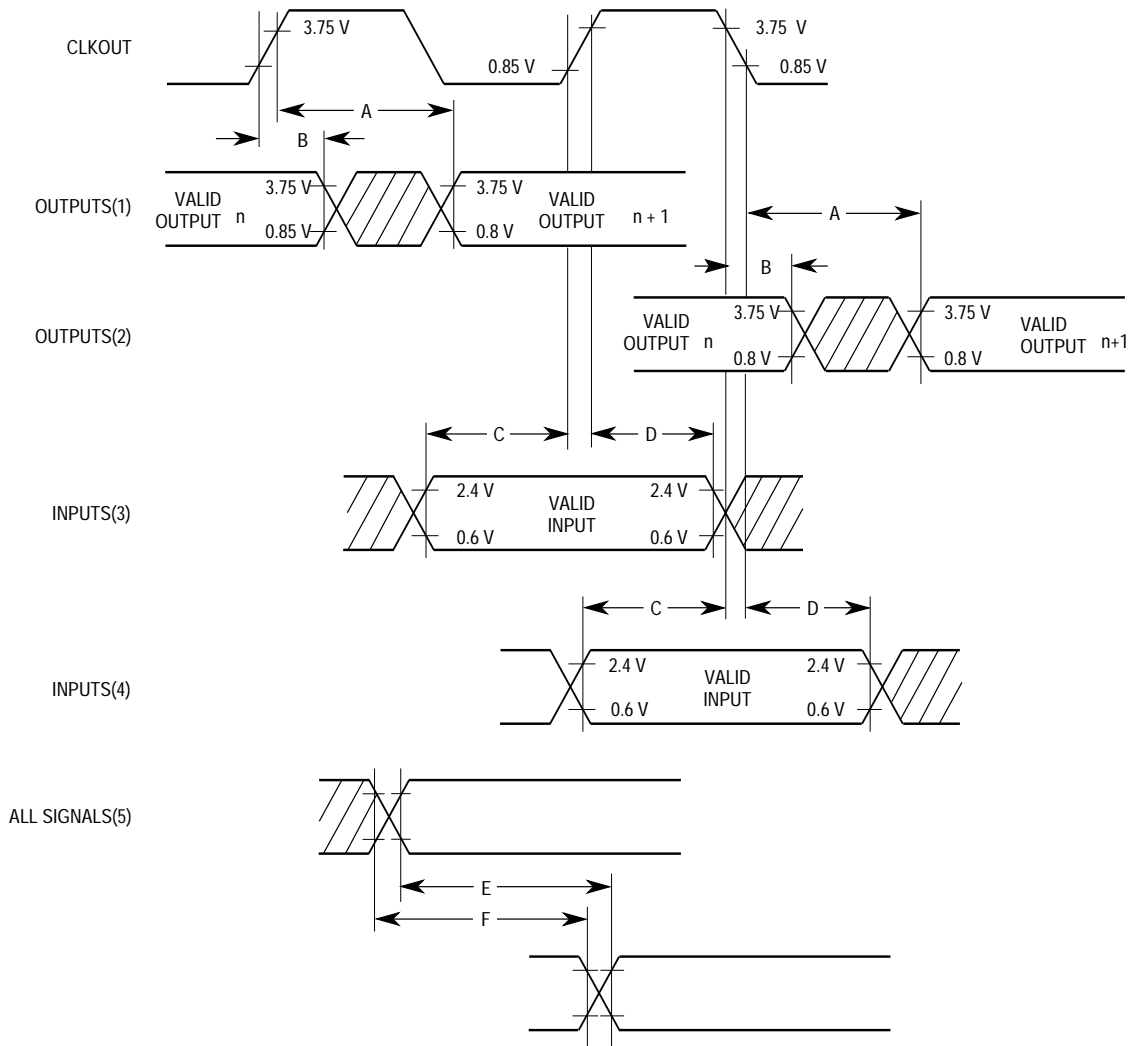 CLKOUT
3.75 V
0.85 V
3.75 V
0.85 V
A
B
OUTPUTS(1)
VALID
OUTPUT n
3.75 V
0.85 V
3.75 V
0.8 V
VALID
OUTPUT n + 1
A
B
OUTPUTS(2)
VALID
OUTPUT n
3.75 V
0.8 V
3.75 V
0.8 V
VALID
OUTPUT n+1
C
D
INPUTS(3)
2.4 V
0.6 V
VALID
INPUT
2.4 V
0.6 V
C
D
INPUTS(4)
2.4 V
0.6 V
VALID
INPUT
2.4 V
0.6 V
ALL SIGNALS(5)
E
F